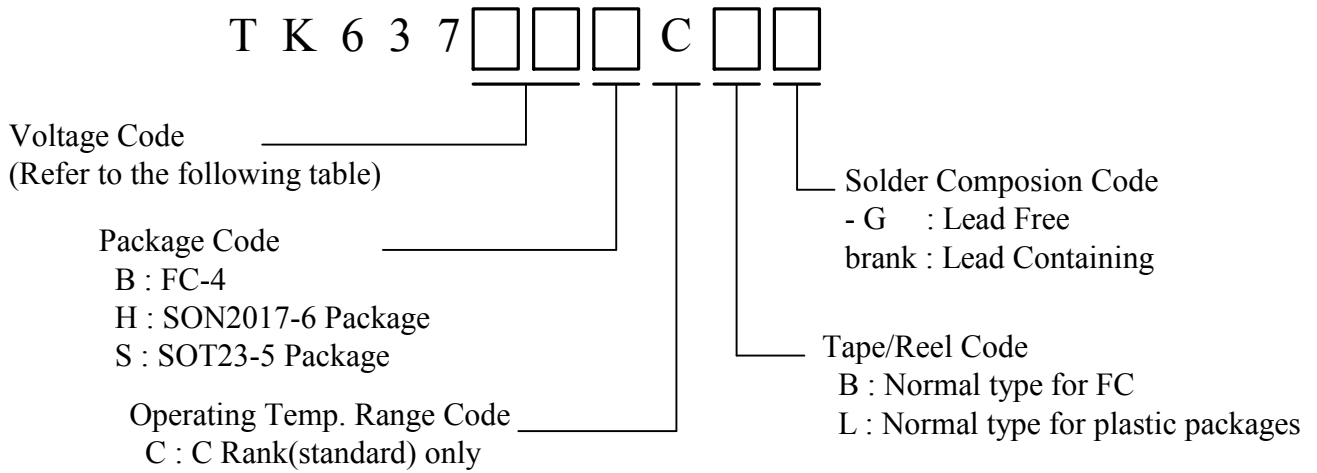 T K 6 3 7 □ □ □ C □ □
Voltage Code
(Refer to the following table)
Package Code
B : FC-4
H : SON2017-6 Package
S : SOT23-5 Package
Operating Temp. Range Code
C : C Rank(standard) only
Solder Composion Code
- G : Lead Free
brank : Lead Containing
Tape/Reel Code
B : Normal type for FC
L : Normal type for plastic packages